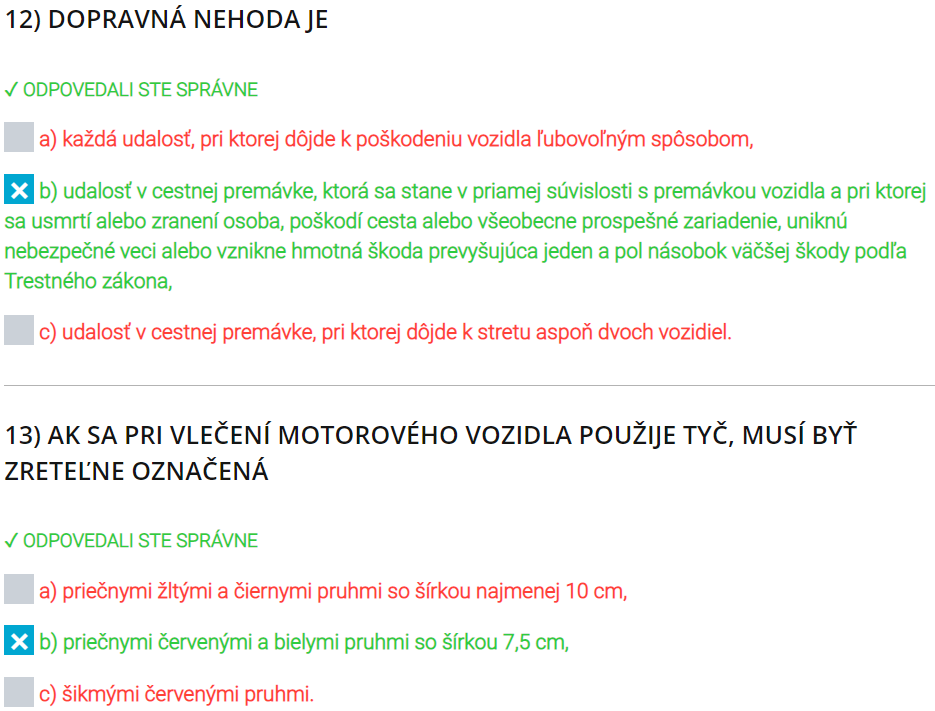 12) DOPRAVNÁ NEHODA JE
✓ ODPOVEDALI STE SPRÁVNE
a) každá udalosť, pri ktorej dôjde k poškodeniu vozidla ľubovoľným spôsobom,
b) udalosť v cestnej premávke, ktorá sa stane v priamej súvislosti s premávkou vozidla a pri ktorej
sa usmrtí alebo zranení osoba, poškodí cesta alebo všeobecne prospešné zariadenie, uniknú
nebezpečné veci alebo vznikne hmotná škoda prevyšujúca jeden a pol násobok väčšej škody podľa
Trestného zákona,
c) udalosť v cestnej premávke, pri ktorej dôjde k stretu aspoň dvoch vozidiel.
13) AK SA PRI VLEČENÍ MOTOROVÉHO VOZIDLA POUŽIJE TYČ, MUSÍ BYŤ
ZRETEĽNE OZNAČENÁ
✓ ODPOVEDALI STE SPRÁVNE
a) priečnymi žltými a čiernymi pruhmi so šírkou najmenej 10 cm,
b) priečnymi červenými a bielymi pruhmi so šírkou 7,5 cm,
c) šikmými červenými pruhmi.